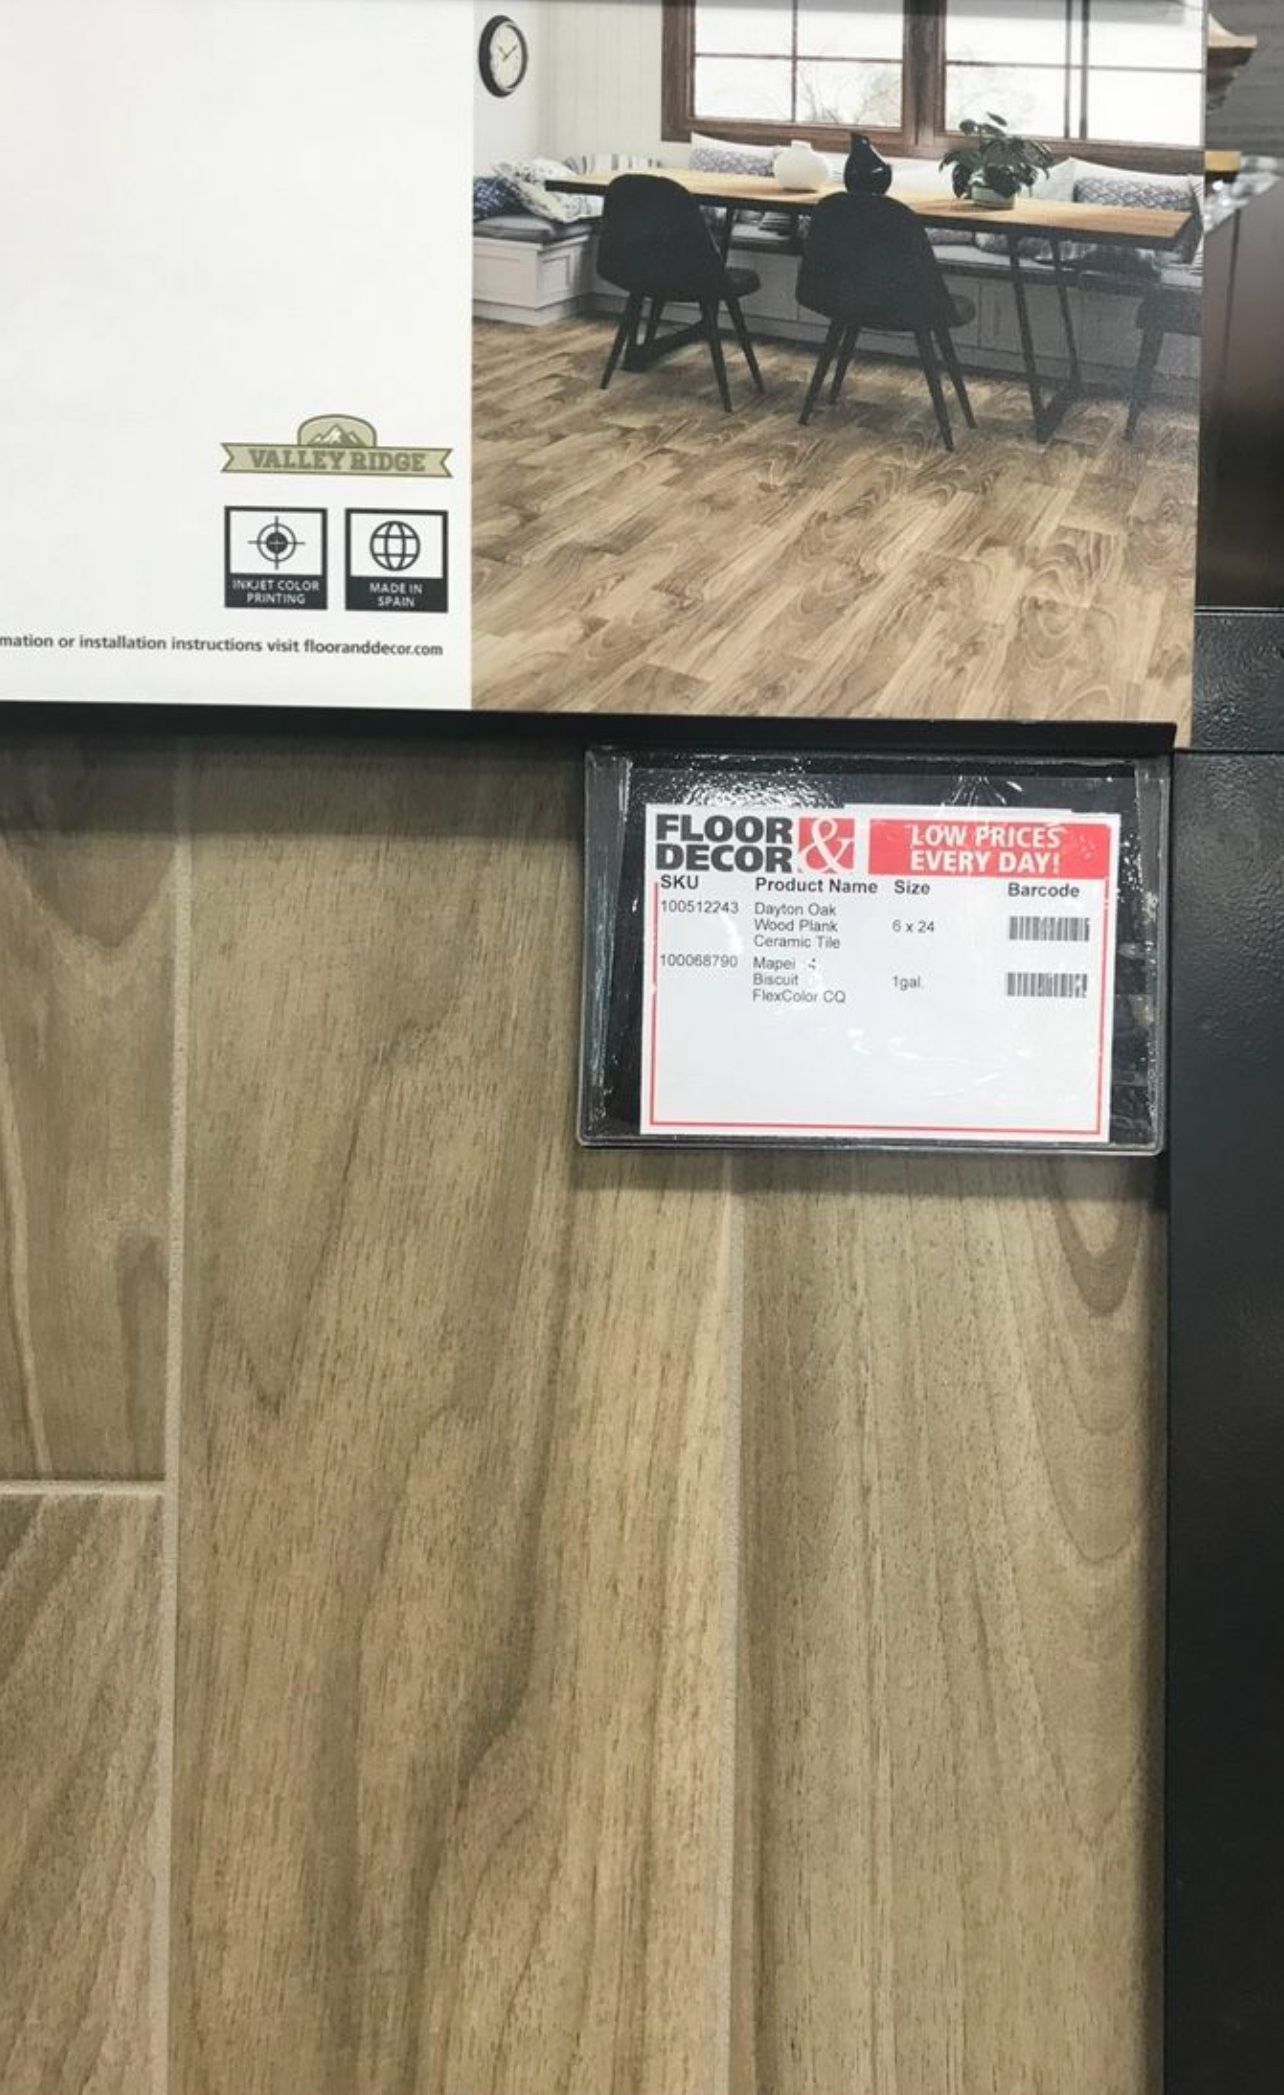 VALLEY RIDGE
INKJET COLOR
PRINTING
MADE IN
SPAIN
mation or installation instructions visit flooranddecor.com
FLOOR &
DECOR
LOW PRICES
EVERY DAY!
SKU Product Name Size Barcode
100512243 Dayton Oak
Wood Plank 6 x 24
Ceramic Tile
100068790 Mapei
Biscuit 1gal.
FlexColor CQ